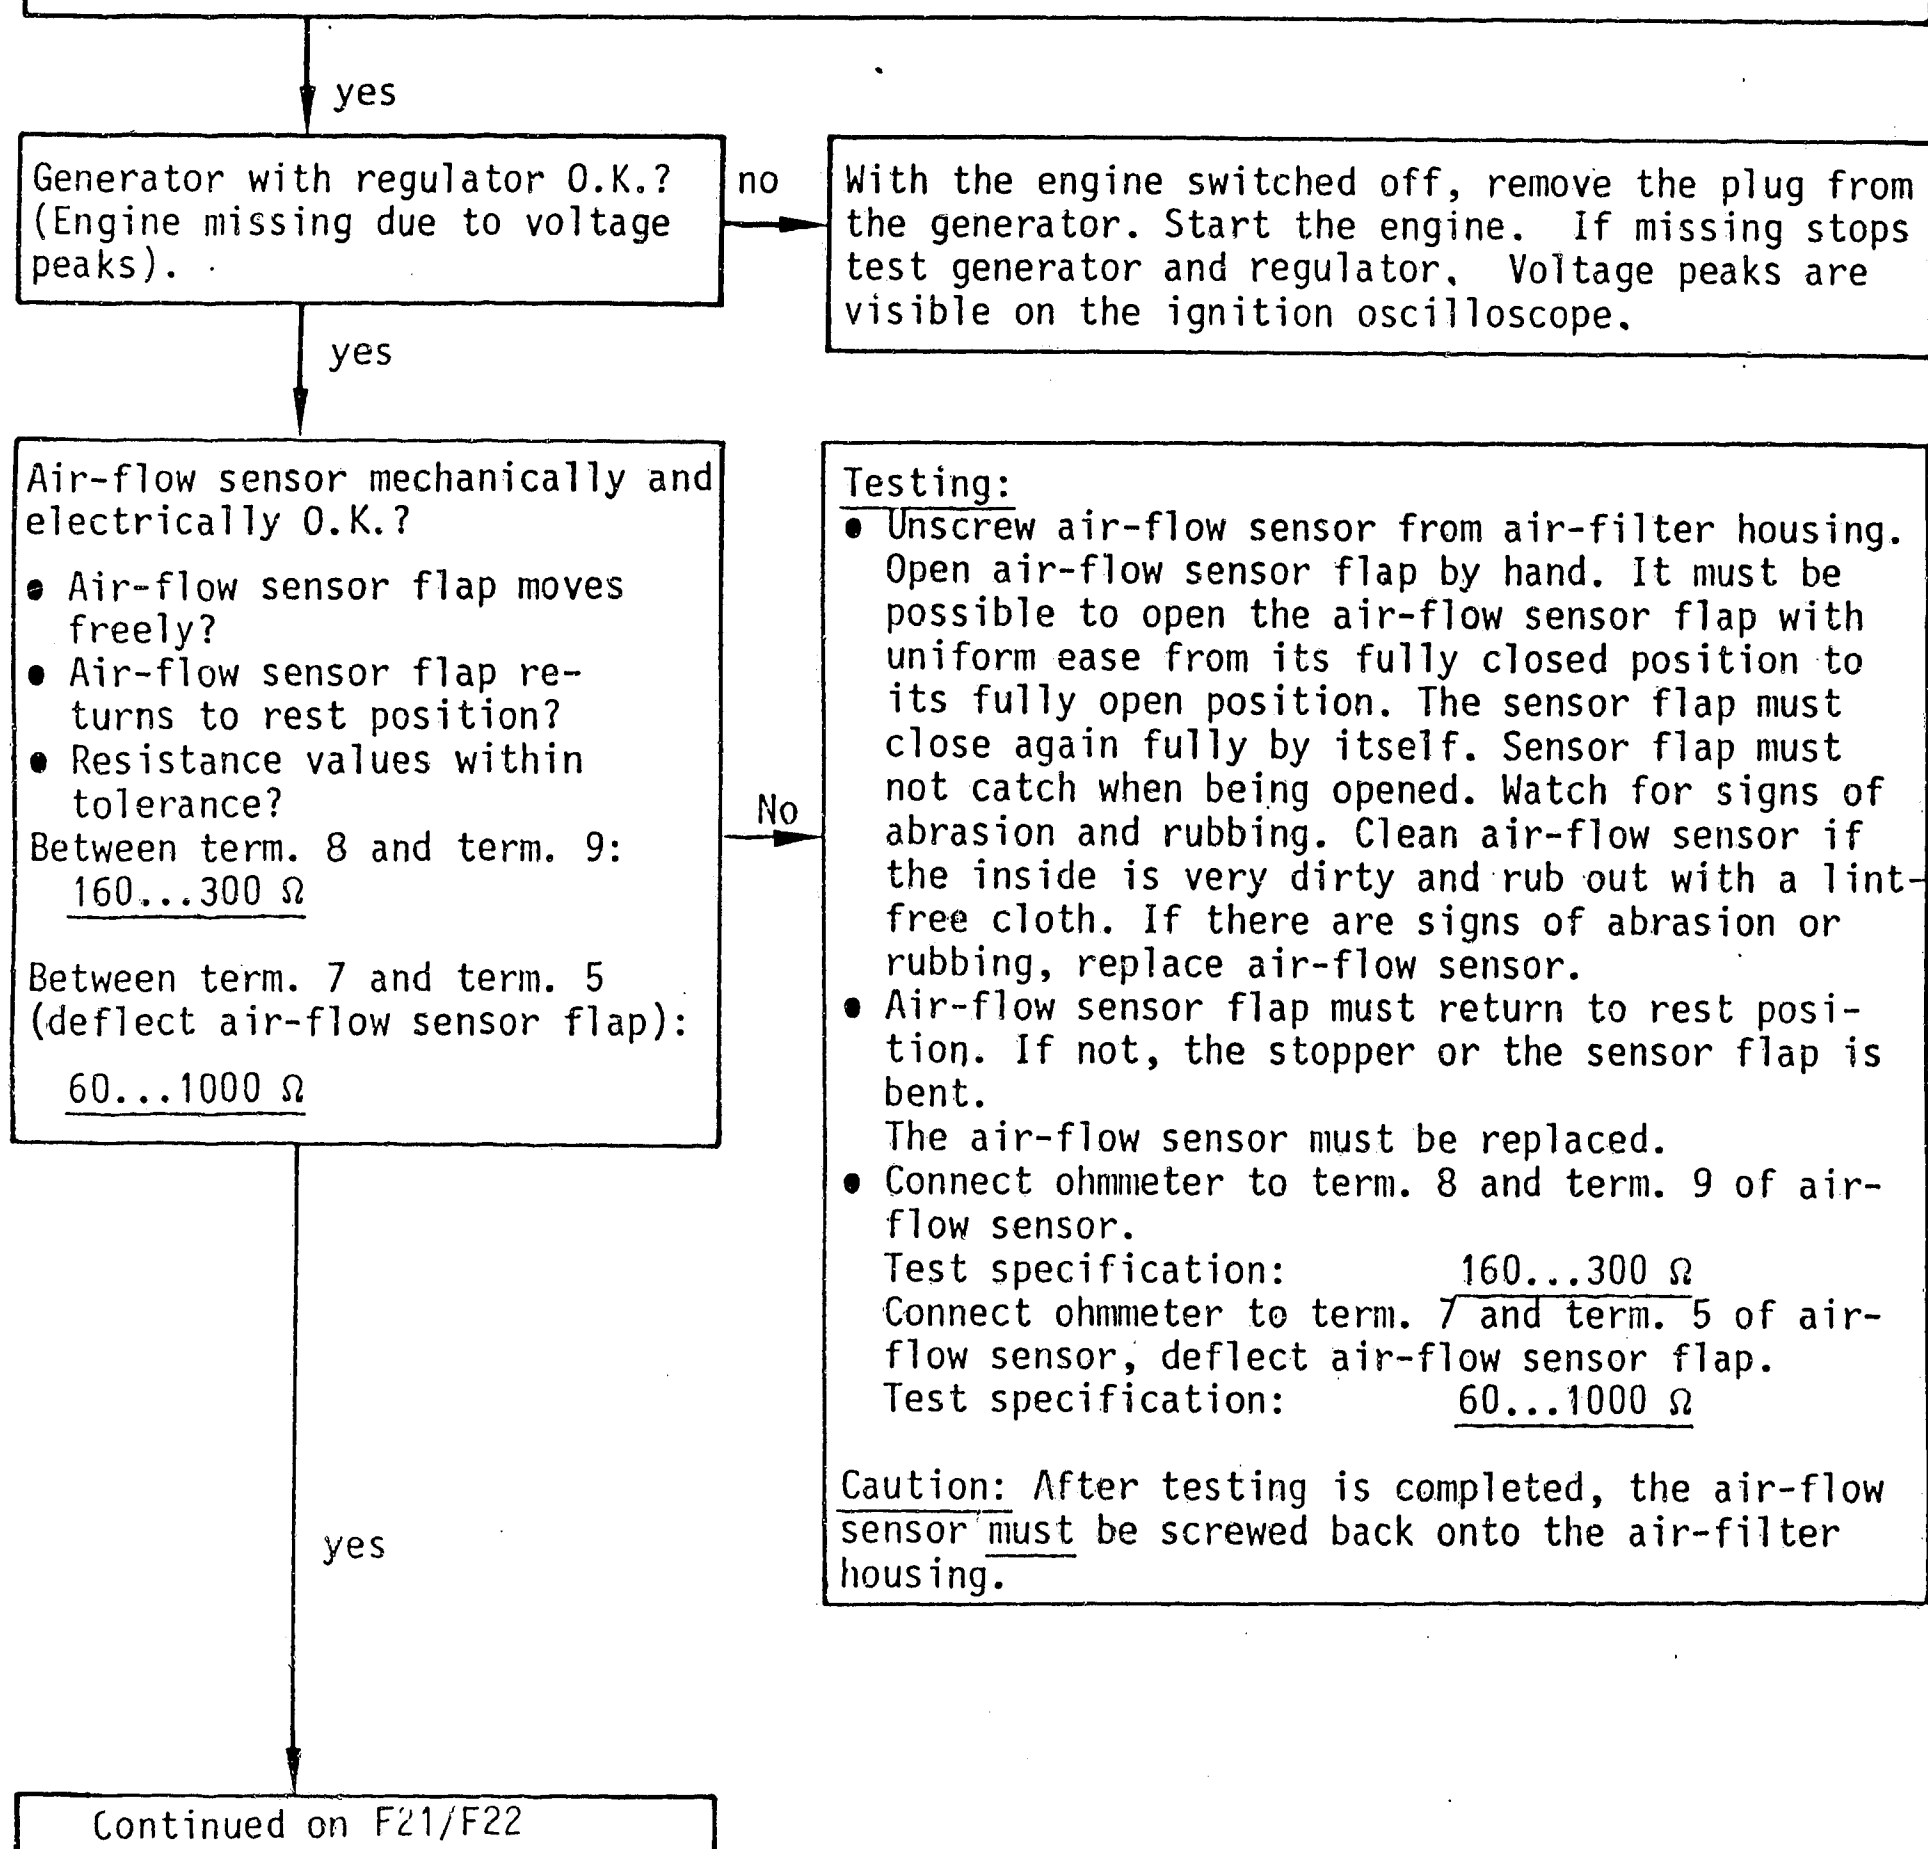 yes
Generator with regulator O.K.?
(Engine missing due to voltage
peaks).
no
With the engine switched off, remove the plug from
the generator. Start the engine. If missing stops
test generator and regulator. Voltage peaks are
visible on the ignition oscilloscope.
yes
Air-flow sensor mechanically and
electrically O.K.?
● Air-flow sensor flap moves
freely?
● Air-flow sensor flap re-
turns to rest position?
● Resistance values within
tolerance?
Between term. 8 and term. 9:
160...300 Ω
Between term. 7 and term. 5
(deflect air-flow sensor flap):
60...1000 Ω
No
Testing:
● Unscrew air-flow sensor from air-filter housing.
Open air-flow sensor flap by hand. It must be
possible to open the air-flow sensor flap with
uniform ease from its fully closed position to
its fully open position. The sensor flap must
close again fully by itself. Sensor flap must
not catch when being opened. Watch for signs of
abrasion and rubbing. Clean air-flow sensor if
the inside is very dirty and rub out with a lint-
free cloth. If there are signs of abrasion or
rubbing, replace air-flow sensor.
● Air-flow sensor flap must return to rest posi-
tion. If not, the stopper or the sensor flap is
bent.
The air-flow sensor must be replaced.
● Connect ohmmeter to term. 8 and term. 9 of air-
flow sensor.
Test specification: 160...300 Ω
Connect ohmmeter to term. 7 and term. 5 of air-
flow sensor, deflect air-flow sensor flap.
Test specification: 60...1000 Ω
Caution: After testing is completed, the air-flow
sensor must be screwed back onto the air-filter
housing.
yes
Continued on F21/F22